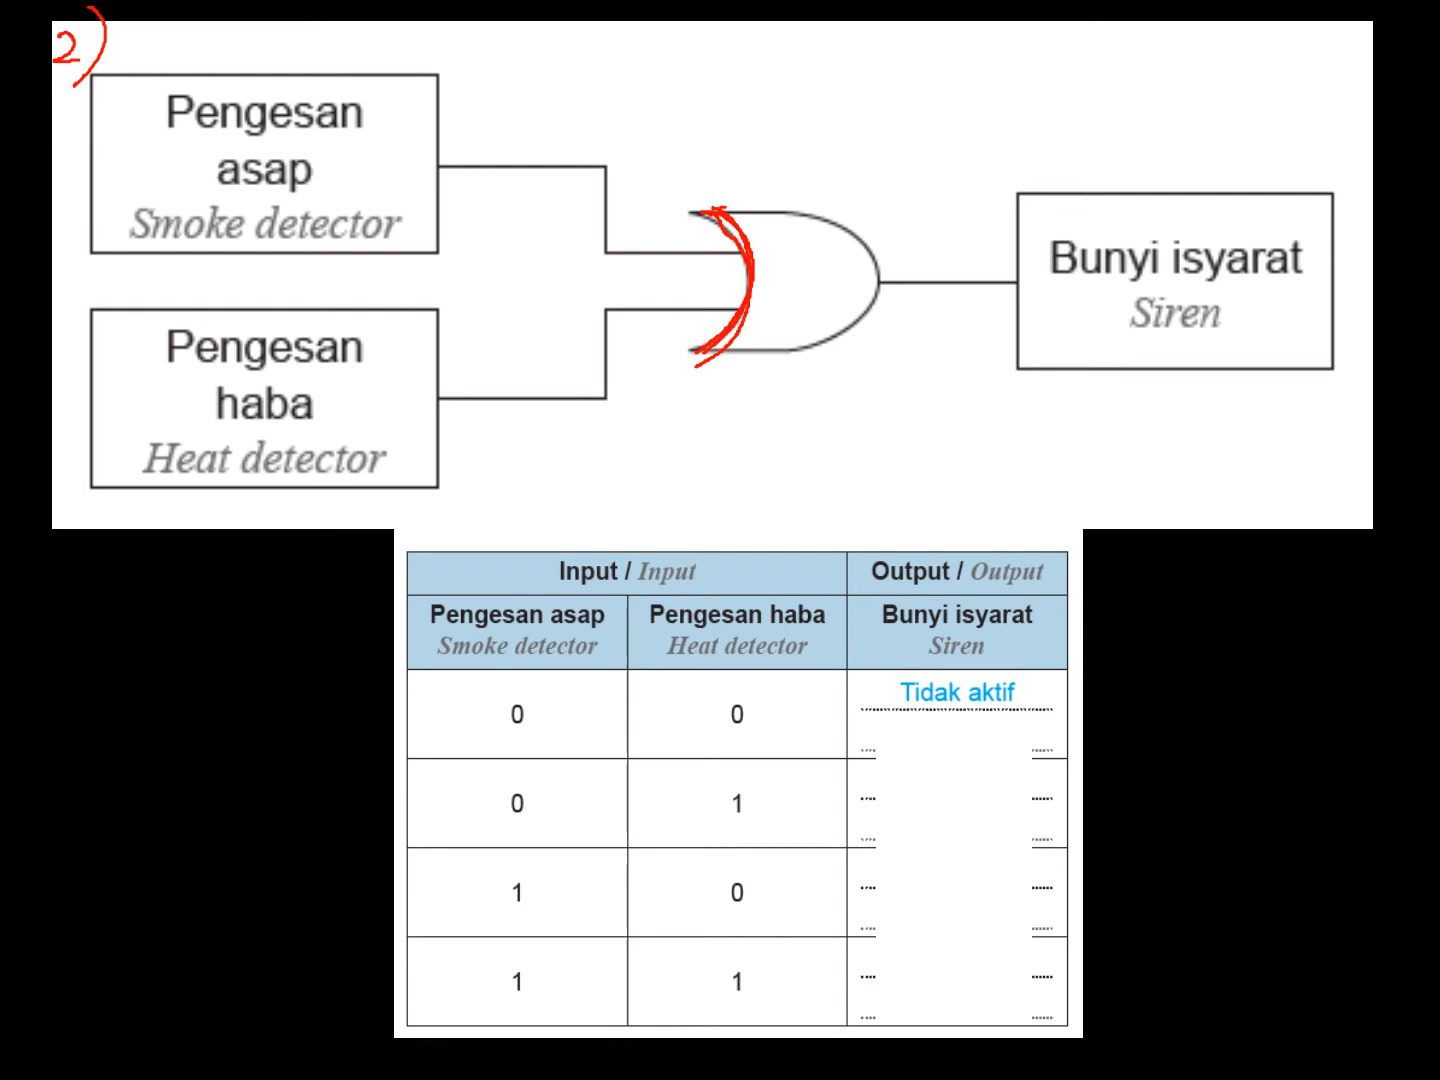 2)
Pengesan
asap
Smoke detector
Pengesan
haba
Heat detector
Bunyi isyarat
Siren
Input / Input
Output / Output
Pengesan asap
Smoke detector
Pengesan haba
Heat detector
Bunyi isyarat
Siren
0
0
Tidak aktif
0
1
1
0
1
1